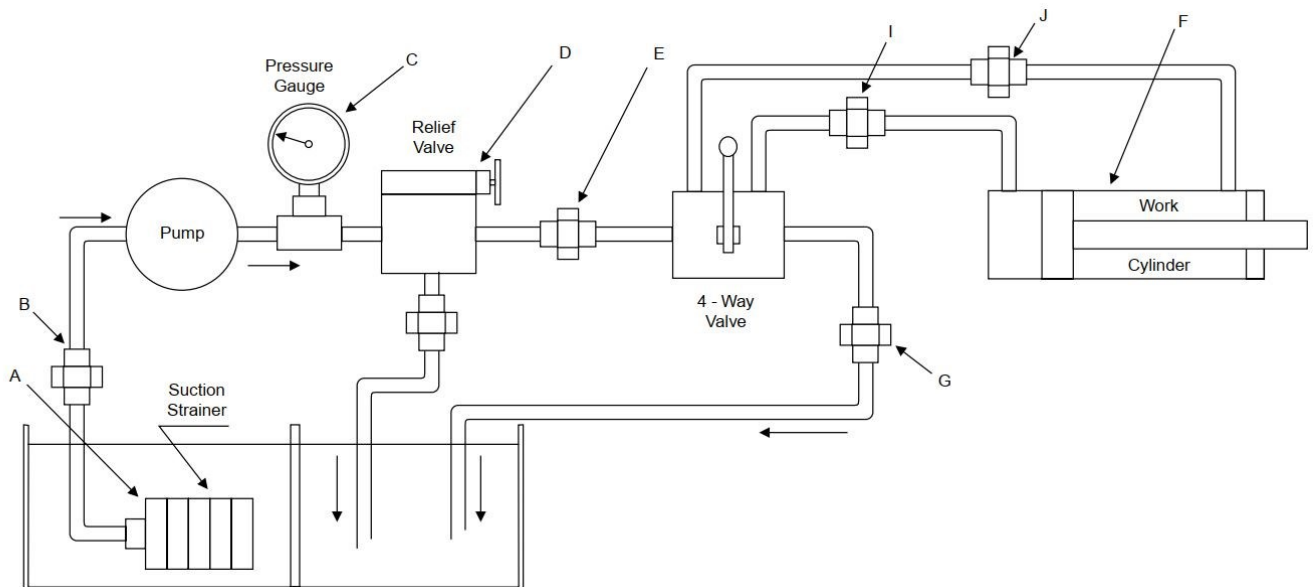 J
F
I
C
D
E
Pressure
Gauge
Relief
Valve
Pump
Work
Cylinder
4 - Way
Valve
B
G
A
Suction
Strainer